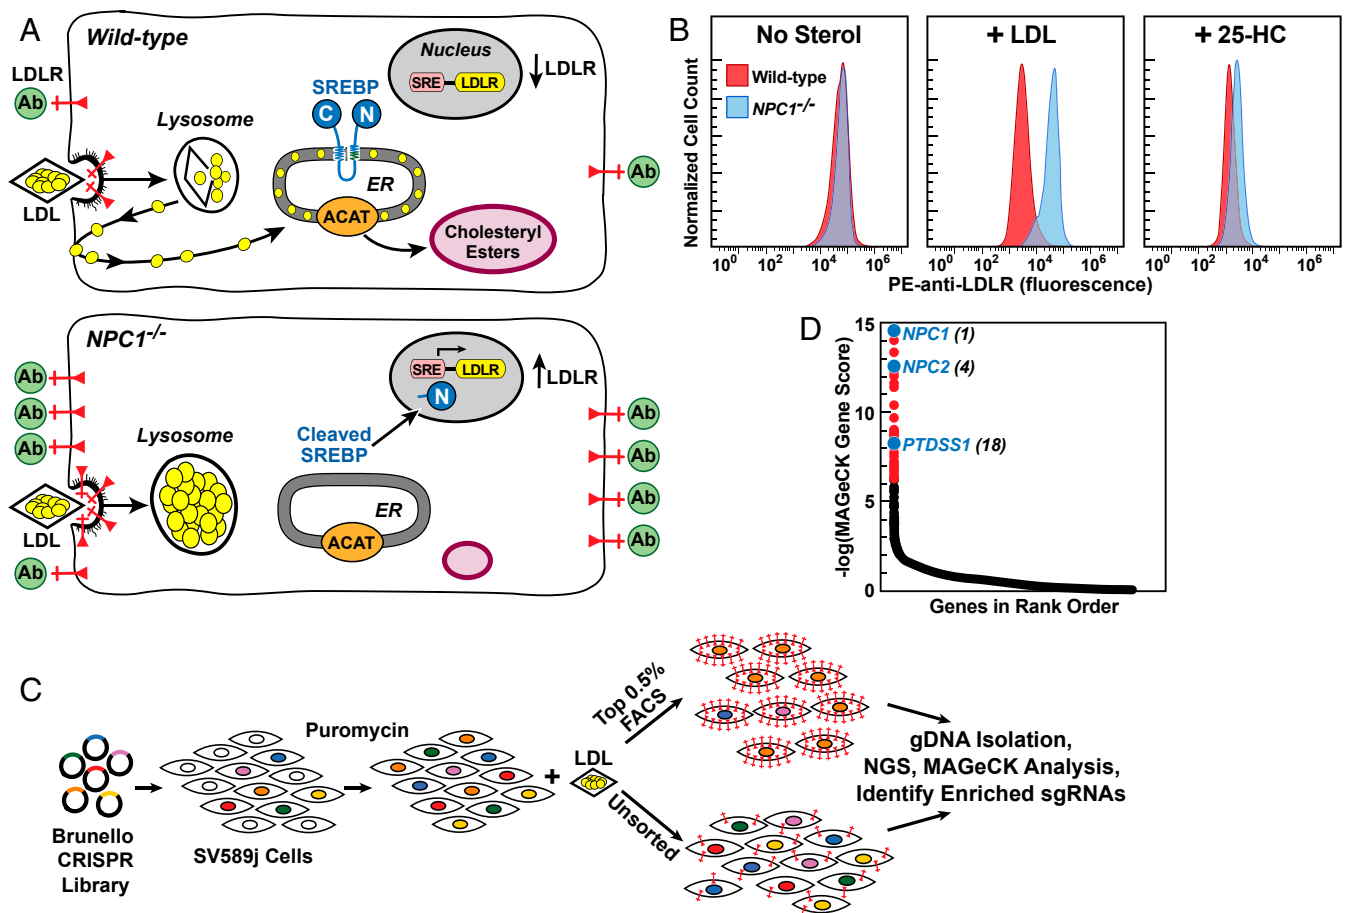 A
Wild-type
LDLR
Ab
LDL
Lysosome
SREBP
C
N
ER
ACAT
Nucleus
SRE
LDLR
↓LDLR
Cholesteryl
Esters
Ab
NPC1-/-
Ab
Ab
Ab
LDL
Ab
Lysosome
Cleaved
SREBP
ER
ACAT
SRE
LDLR
N
↑LDLR
Ab
Ab
Ab
Ab
B
No Sterol
+ LDL
+ 25-HC
Wild-type
NPC1-/-
Normalized Cell Count
10^0 10^2 10^4 10^6
10^0 10^2 10^4 10^6
10^0 10^2 10^4 10^6
PE-anti-LDLR (fluorescence)
D
-log(MAGeCK Gene Score)
15
10
5
0
NPC1 (1)
NPC2 (4)
PTDSS1 (18)
Genes in Rank Order
C
Brunello
CRISPR
Library
SV589j Cells
Puromycin
+
LDL
Top 0.5%
FACS
Unsorted
gDNA Isolation,
NGS, MAGeCK Analysis,
Identify Enriched sgRNAs